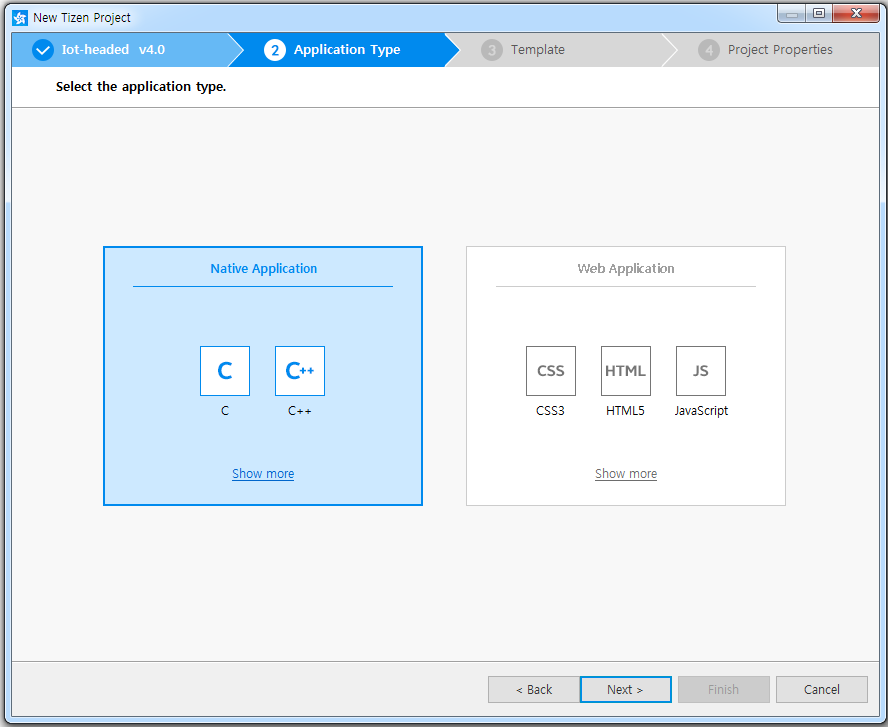 New Tizen Project
Iot-headed v4.0
2 Application Type
3 Template
4 Project Properties
Select the application type.
Native Application
C C++
C C++
Show more
Web Application
CSS HTML JS
CSS3 HTML5 JavaScript
Show more
< Back Next > Finish Cancel